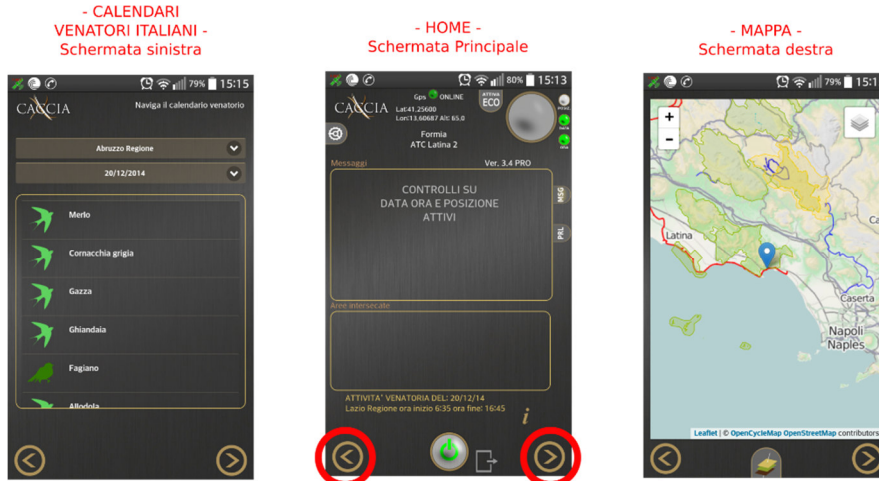 - CALENDARI
VENATORI ITALIANI -
Schermata sinistra
79% 15:15
CACCIA
Naviga il calendario venatorio
Abruzzo Regione
20/12/2014
Merlo
Cornacchia grigia
Gazza
Ghiandaia
Fagiano
Allodola
- HOME -
Schermata Principale
80% 15:13
CACCIA
Gps ONLINE
Lat:41,25600
Lon:13,60687 Alt: 65,0
ATTIVA
ECO
DATA
Formia
ATC Latina 2
Messaggi
Ver. 3.4 PRO
CONTROLLI SU
DATA ORA E POSIZIONE
ATTIVI
MSG
PRL
Aree intersecate
ATTIVITA' VENATORIA DEL: 20/12/14
Lazio Regione ora inizio 6:35 ora fine: 16:45
i
- MAPPA -
Schermata destra
79% 15:1
+
-
Latina
Ca
Caserta
Napoli
Naples
Leaflet | © OpenCycleMap OpenStreetMap contributors